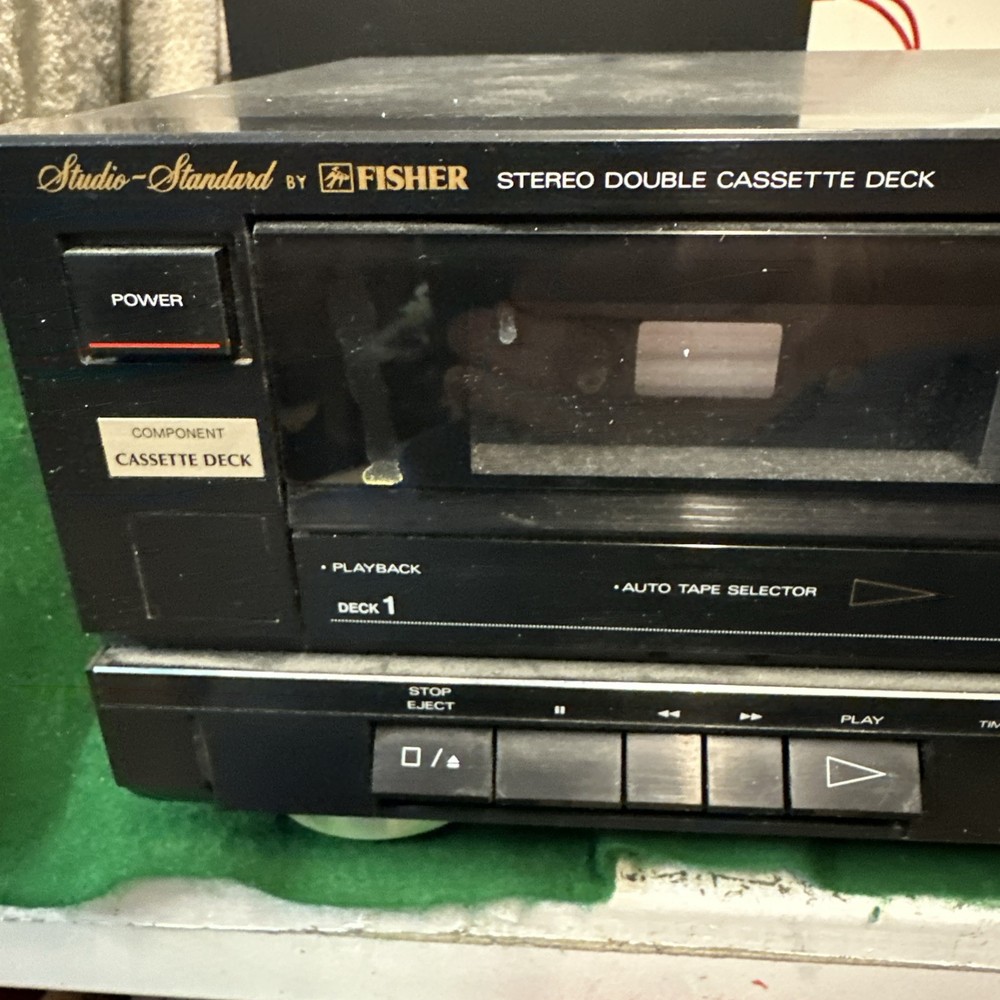 Studio-Standard BY FISHER STEREO DOUBLE CASSETTE DECK
POWER
COMPONENT
CASSETTE DECK
• PLAYBACK
DECK 1
• AUTO TAPE SELECTOR
STOP
EJECT
PLAY